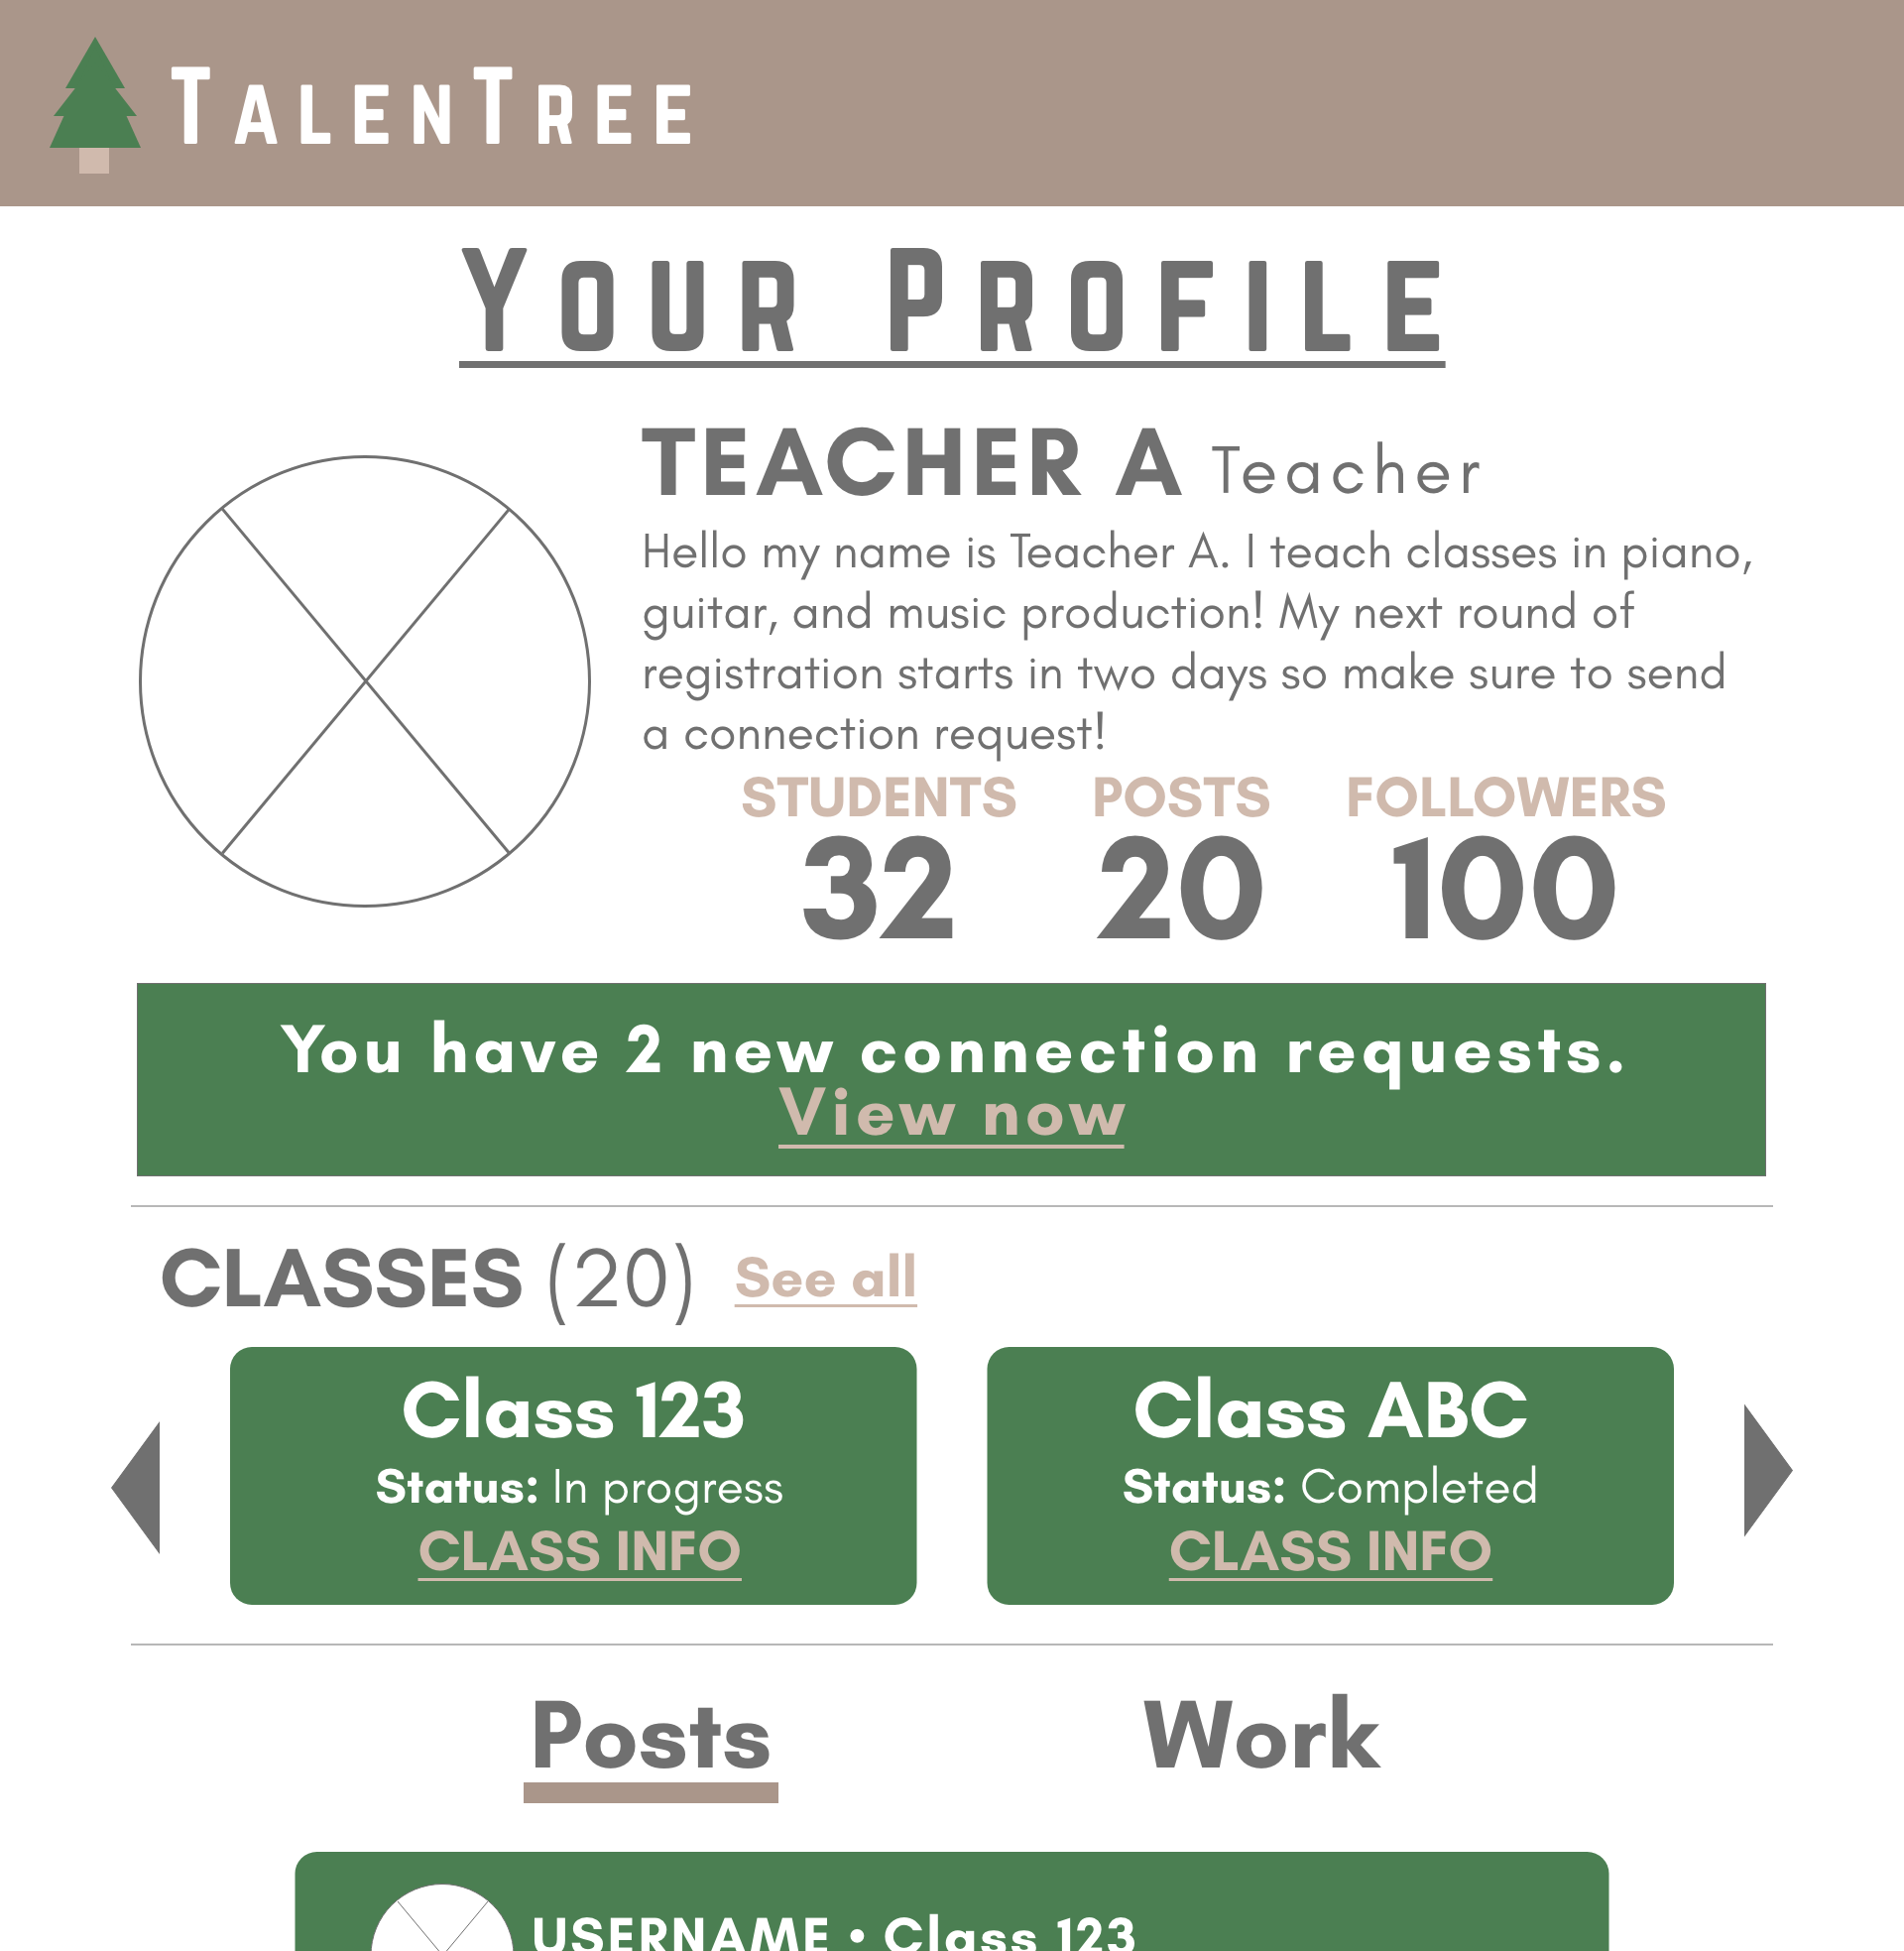 TalenTree
Your Profile
TEACHER A Teacher
Hello my name is Teacher A. I teach classes in piano,
guitar, and music production! My next round of
registration starts in two days so make sure to send
a connection request!
STUDENTS POSTS FOLLOWERS
32 20 100
You have 2 new connection requests.
View now
CLASSES (20) See all
Class 123
Status: In progress
CLASS INFO
Class ABC
Status: Completed
CLASS INFO
Posts Work
USERNAME • Class 123